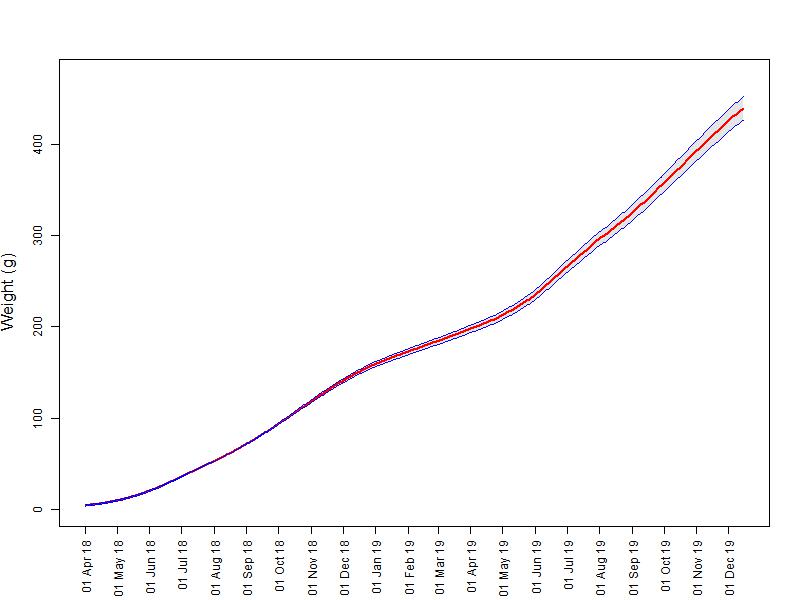 Weight (g)
400
300
200
100
0
01 Apr 18
01 May 18
01 Jun 18
01 Jul 18
01 Aug 18
01 Sep 18
01 Oct 18
01 Nov 18
01 Dec 18
01 Jan 19
01 Feb 19
01 Mar 19
01 Apr 19
01 May 19
01 Jun 19
01 Jul 19
01 Aug 19
01 Sep 19
01 Oct 19
01 Nov 19
01 Dec 19